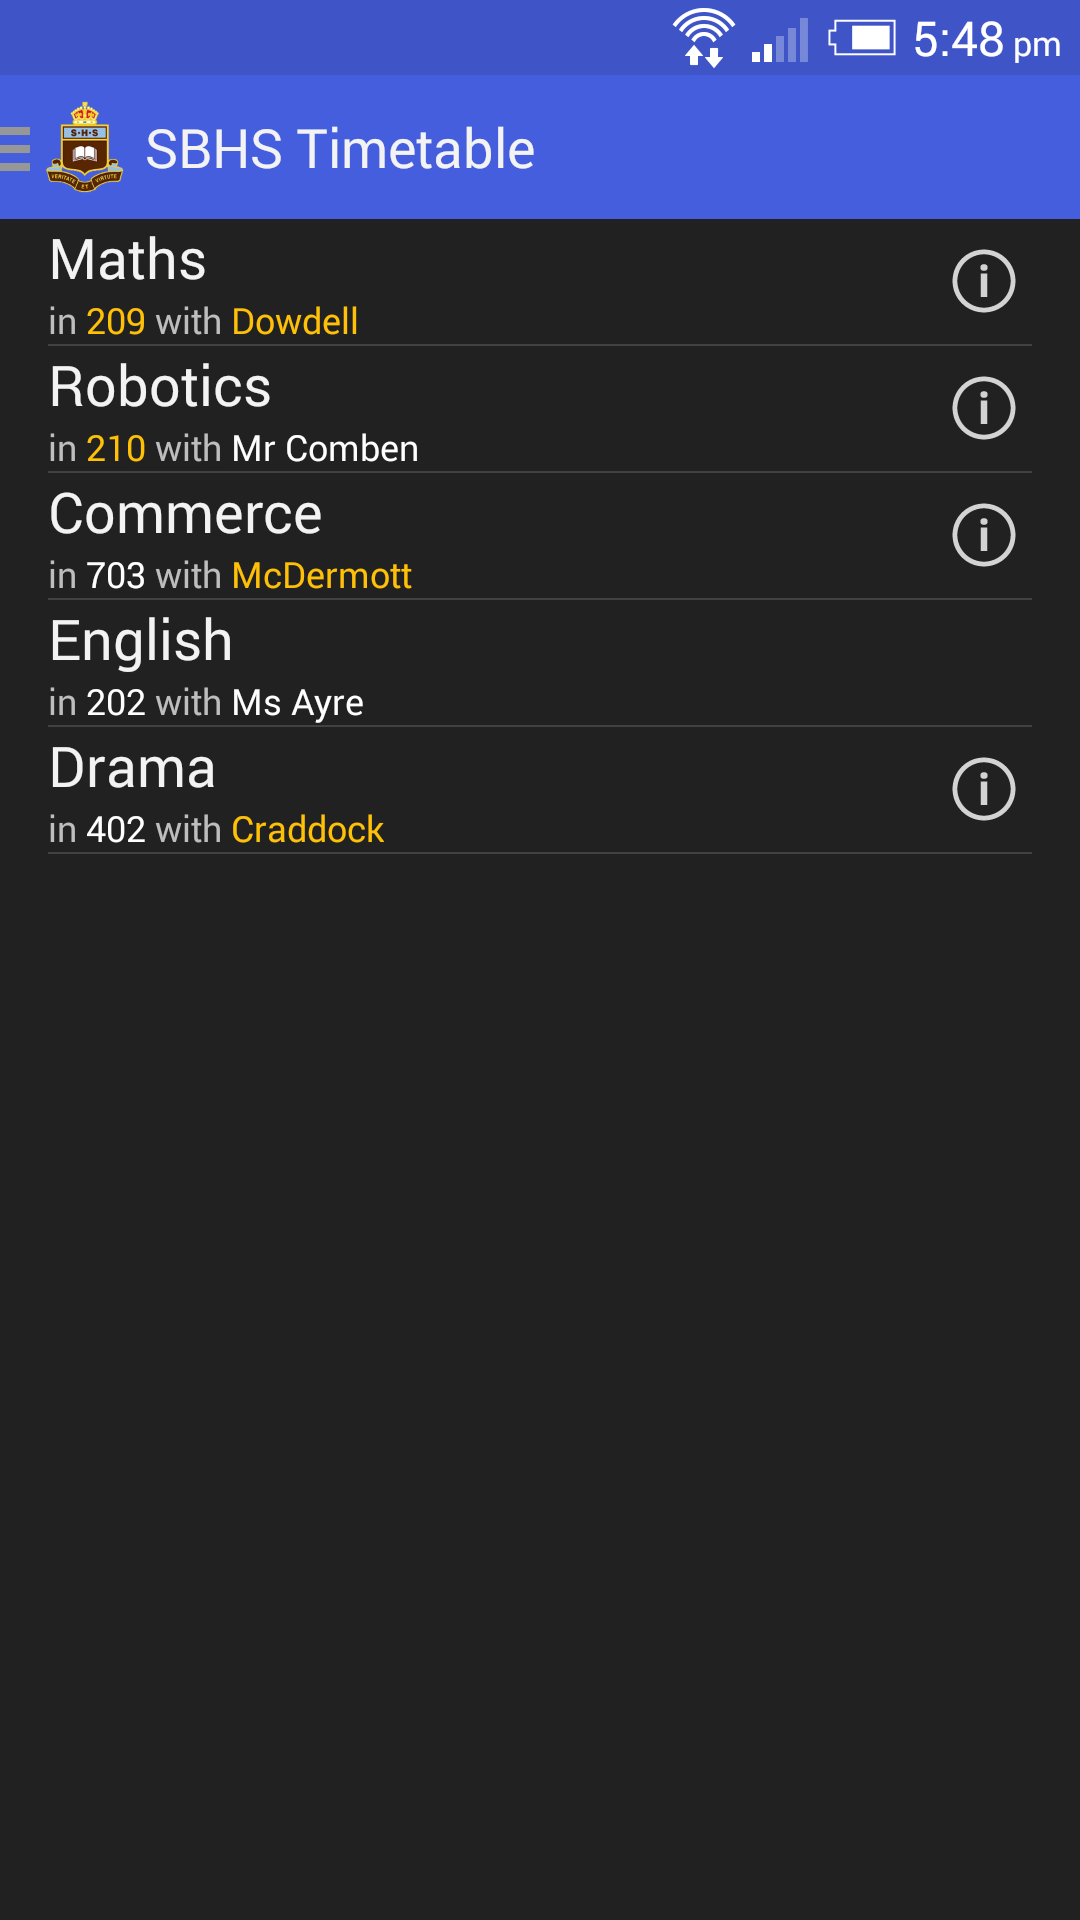 5:48 pm
S·H·S
VERITATE ET VIRTUTE
SBHS Timetable
Maths
in 209 with Dowdell
Robotics
in 210 with Mr Comben
Commerce
in 703 with McDermott
English
in 202 with Ms Ayre
Drama
in 402 with Craddock